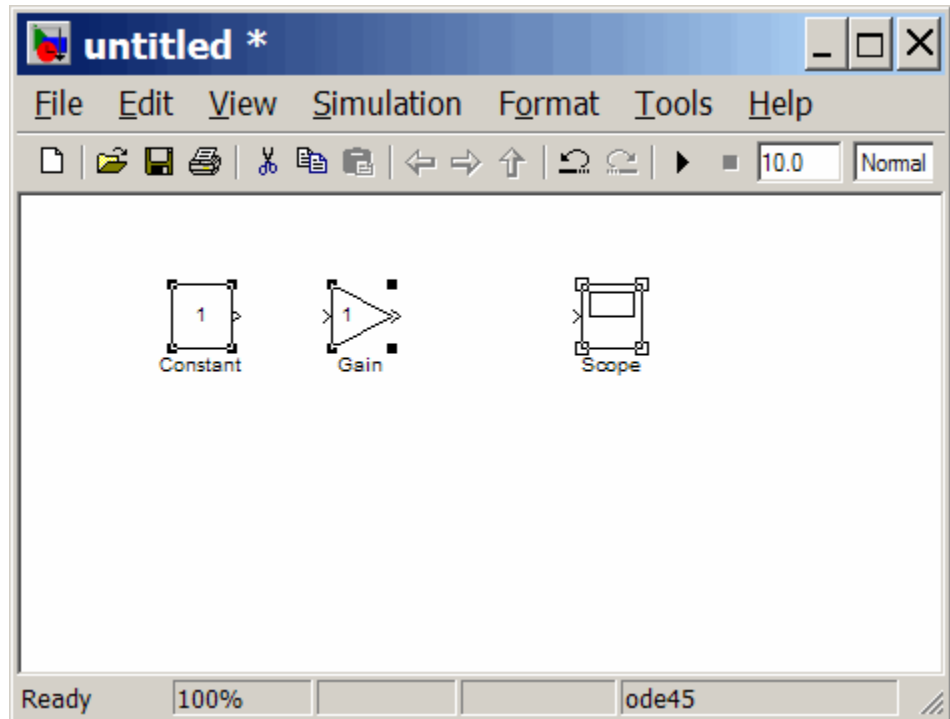 untitled *
File Edit View Simulation Format Tools Help
10.0 Normal
1 1
Constant Gain Scope
Ready 100% ode45